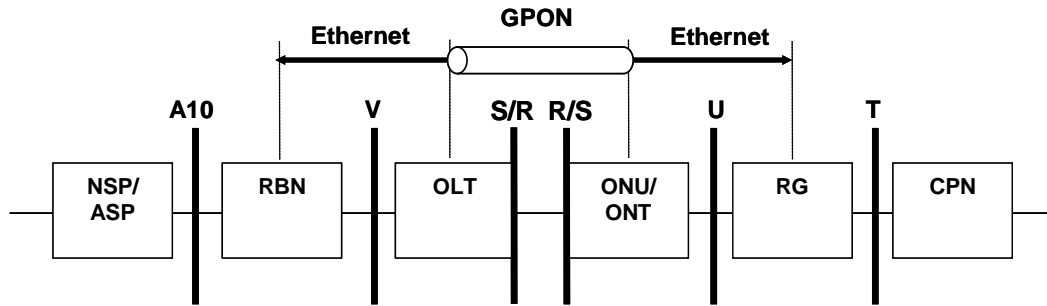 GPON
Ethernet
Ethernet
A10
V
S/R
R/S
U
T
NSP/
ASP
RBN
OLT
ONU/
ONT
RG
CPN